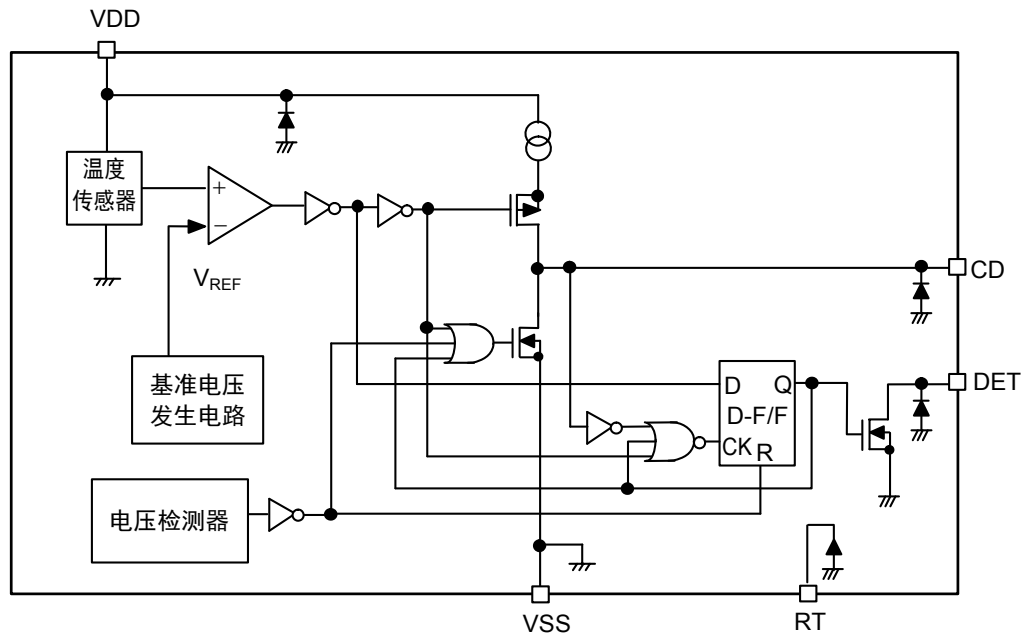 VDD
温度
传感器
+
−
VREF
CD
基准电压
发生电路
D Q
D-F/F
CK R
DET
电压检测器
VSS
RT